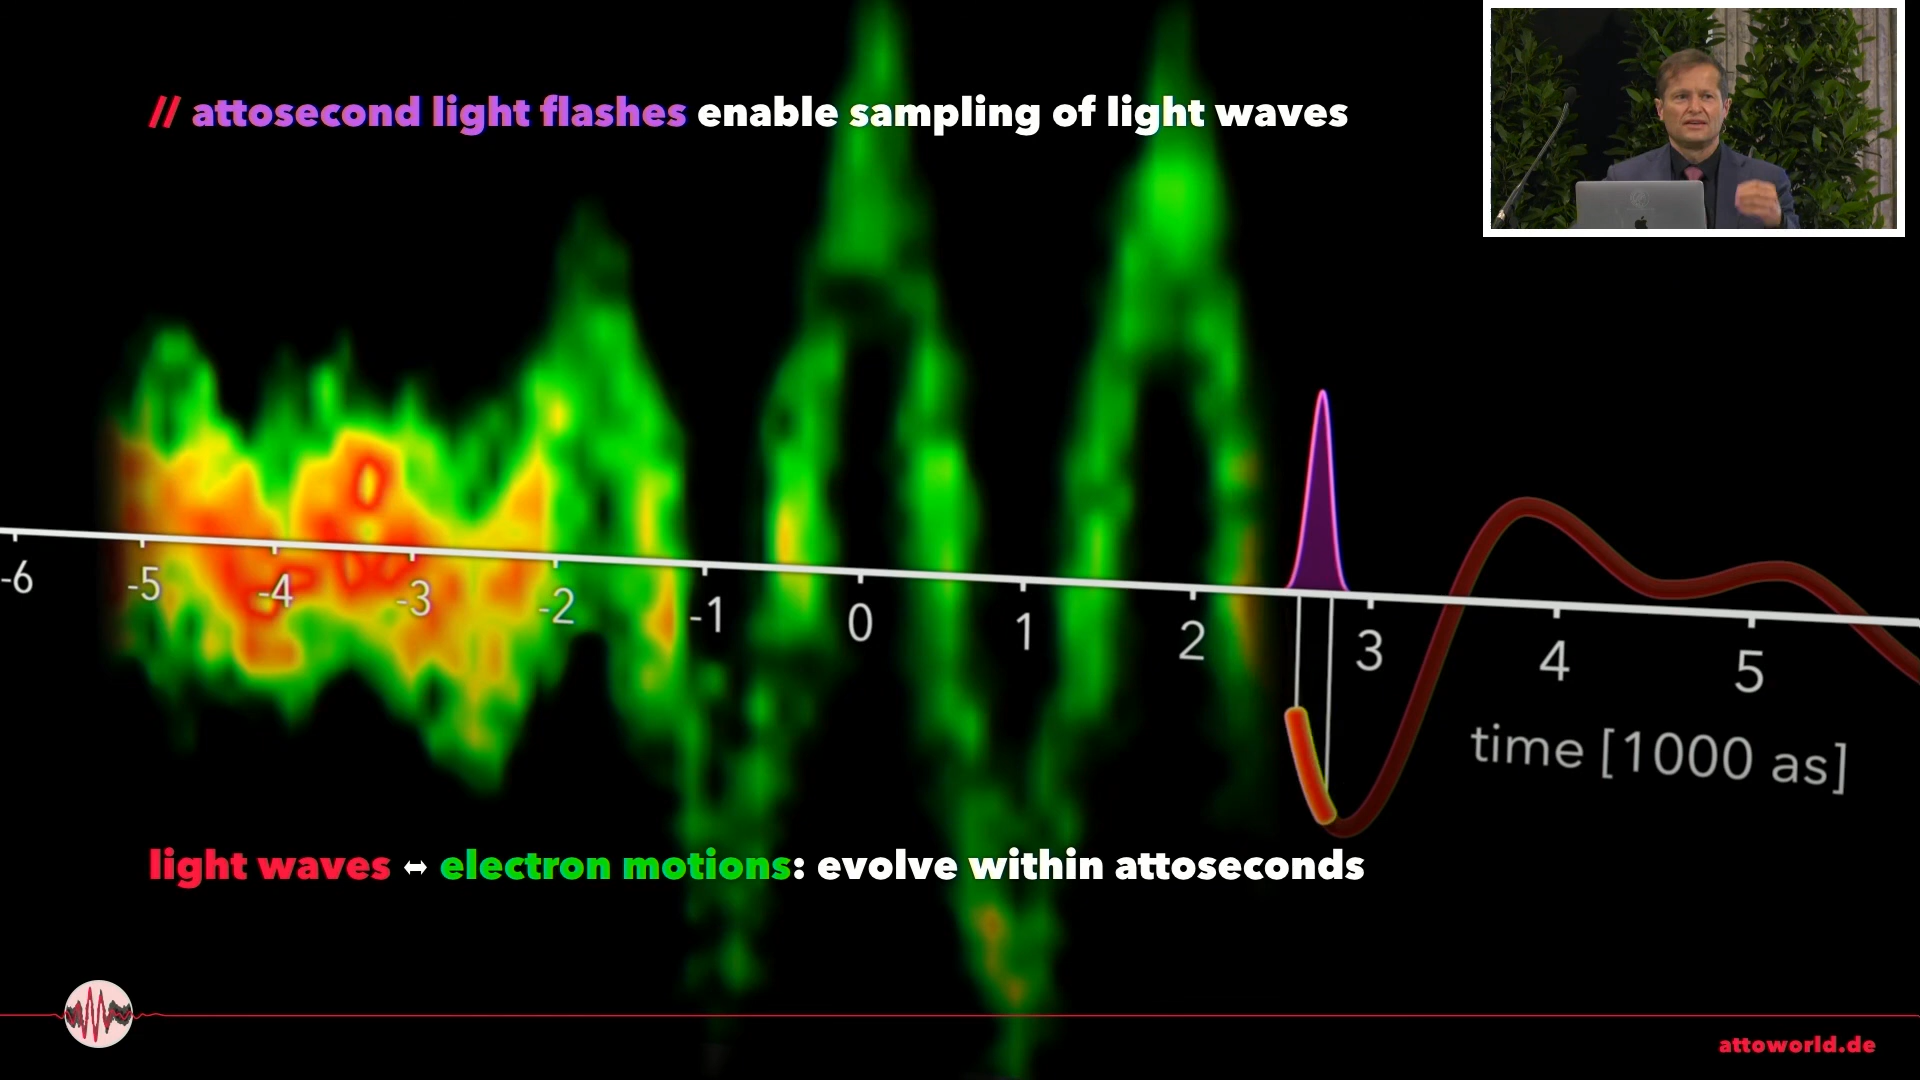 // attosecond light flashes enable sampling of light waves
-6 -5 -4 -3 -2 -1 0 1 2 3 4 5
time [1000 as]
light waves ↔ electron motions: evolve within attoseconds
attoworld.de